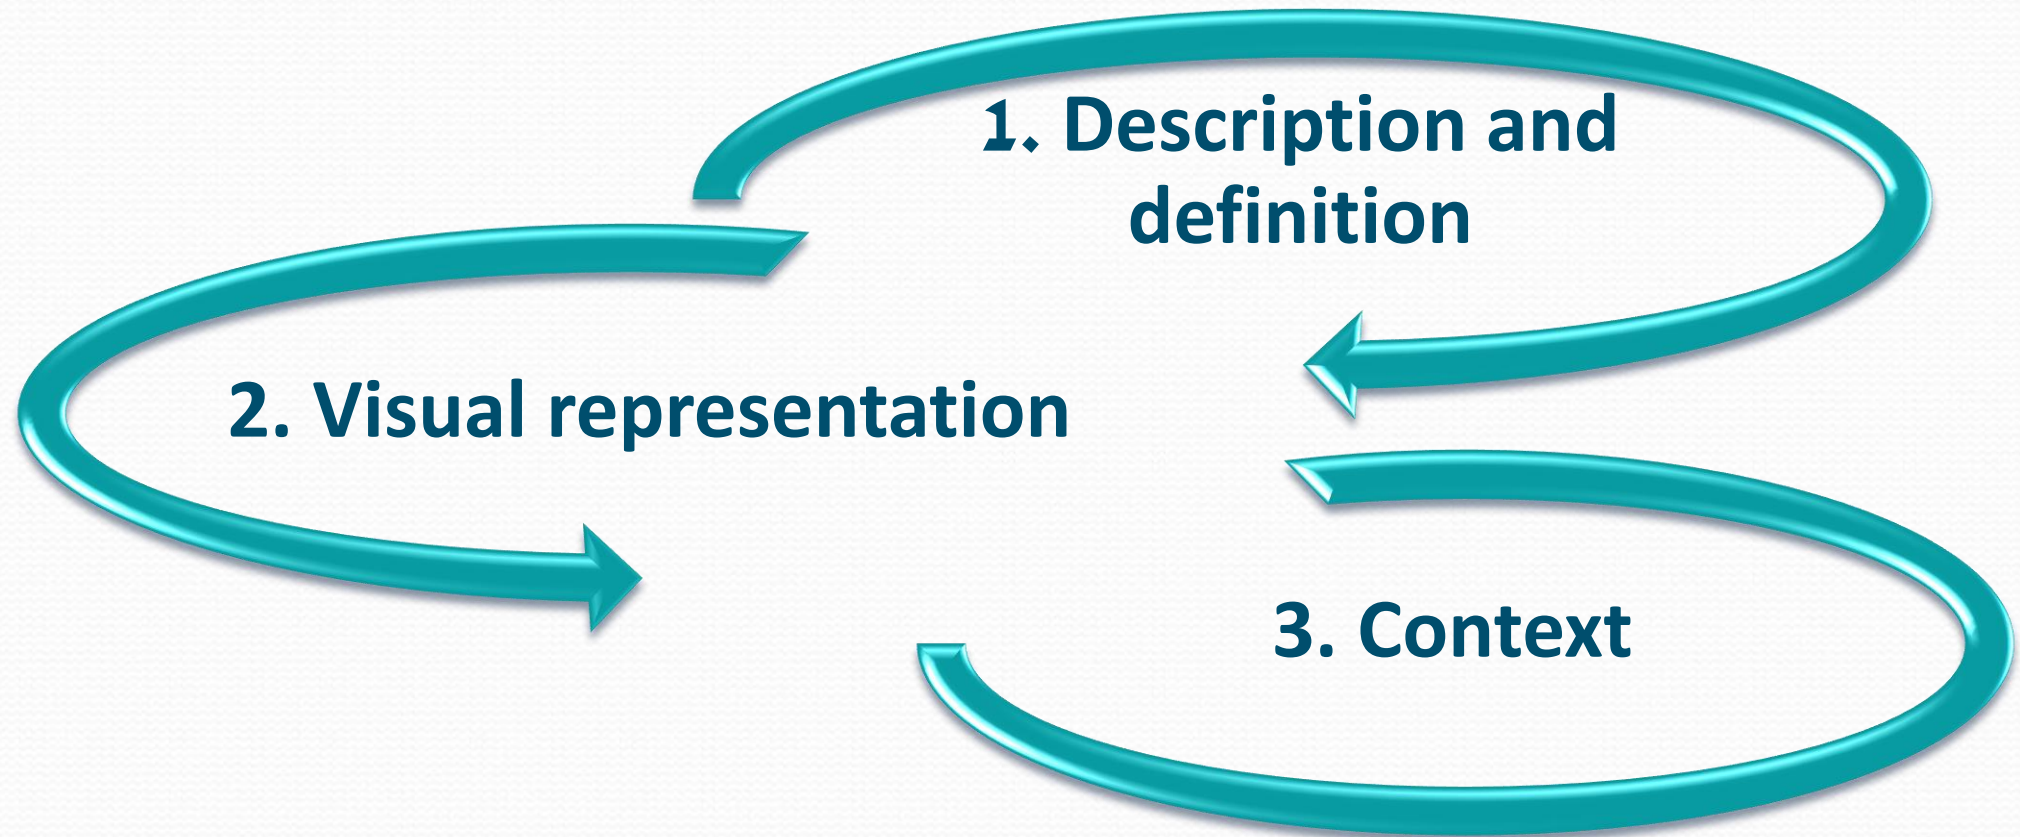 1. Description and
definition
2. Visual representation
3. Context